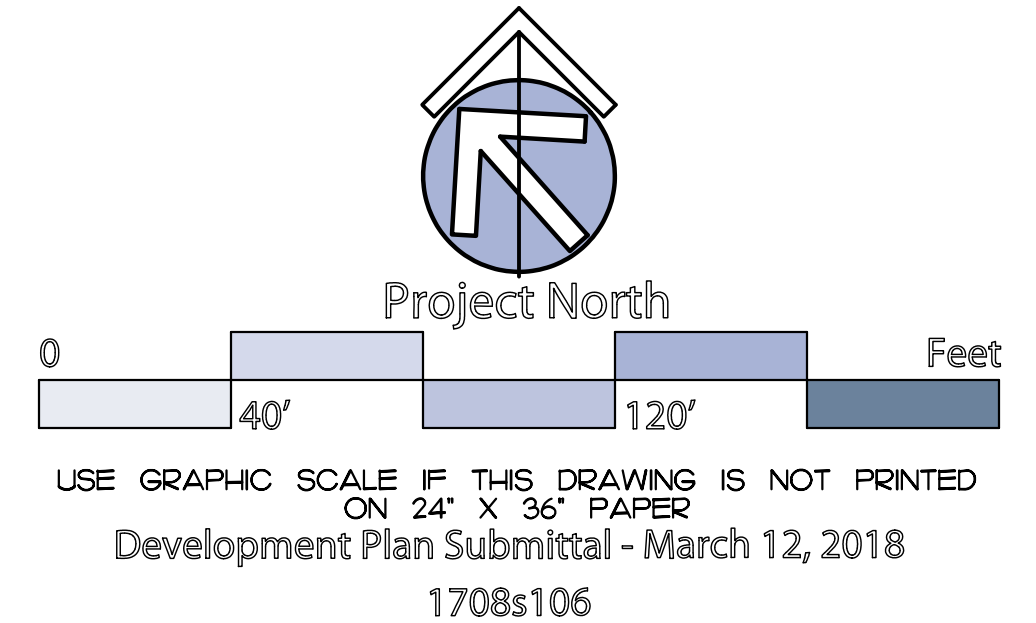 Project North
0
Feet
40’
120’
USE GRAPHIC SCALE IF THIS DRAWING IS NOT PRINTED
ON 24" X 36" PAPER
Development Plan Submittal - March 12, 2018
1708s106